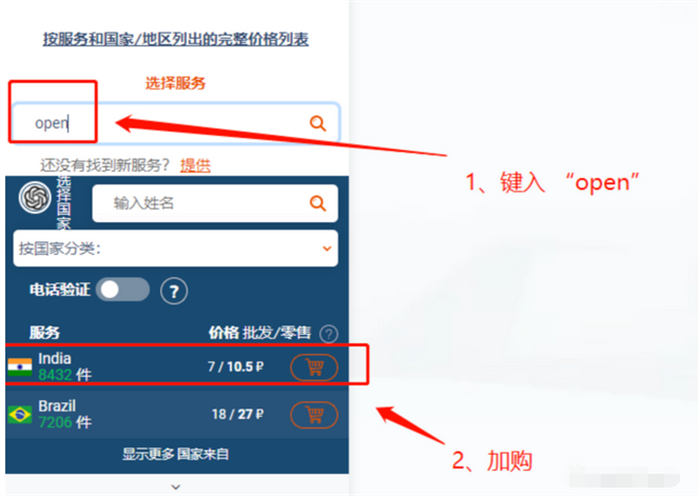 按服务和国家/地区列出的完整价格列表
选择服务
open
1、键入 “open”
还没有找到新服务? 提供
选择国家
输入姓名
按国家分类:
电话验证
?
服务 价格 批发/零售 ?
India
8432 件
7 / 10.5 ₽
Brazil
7206 件
18 / 27 ₽
显示更多 国家来自
2、加购